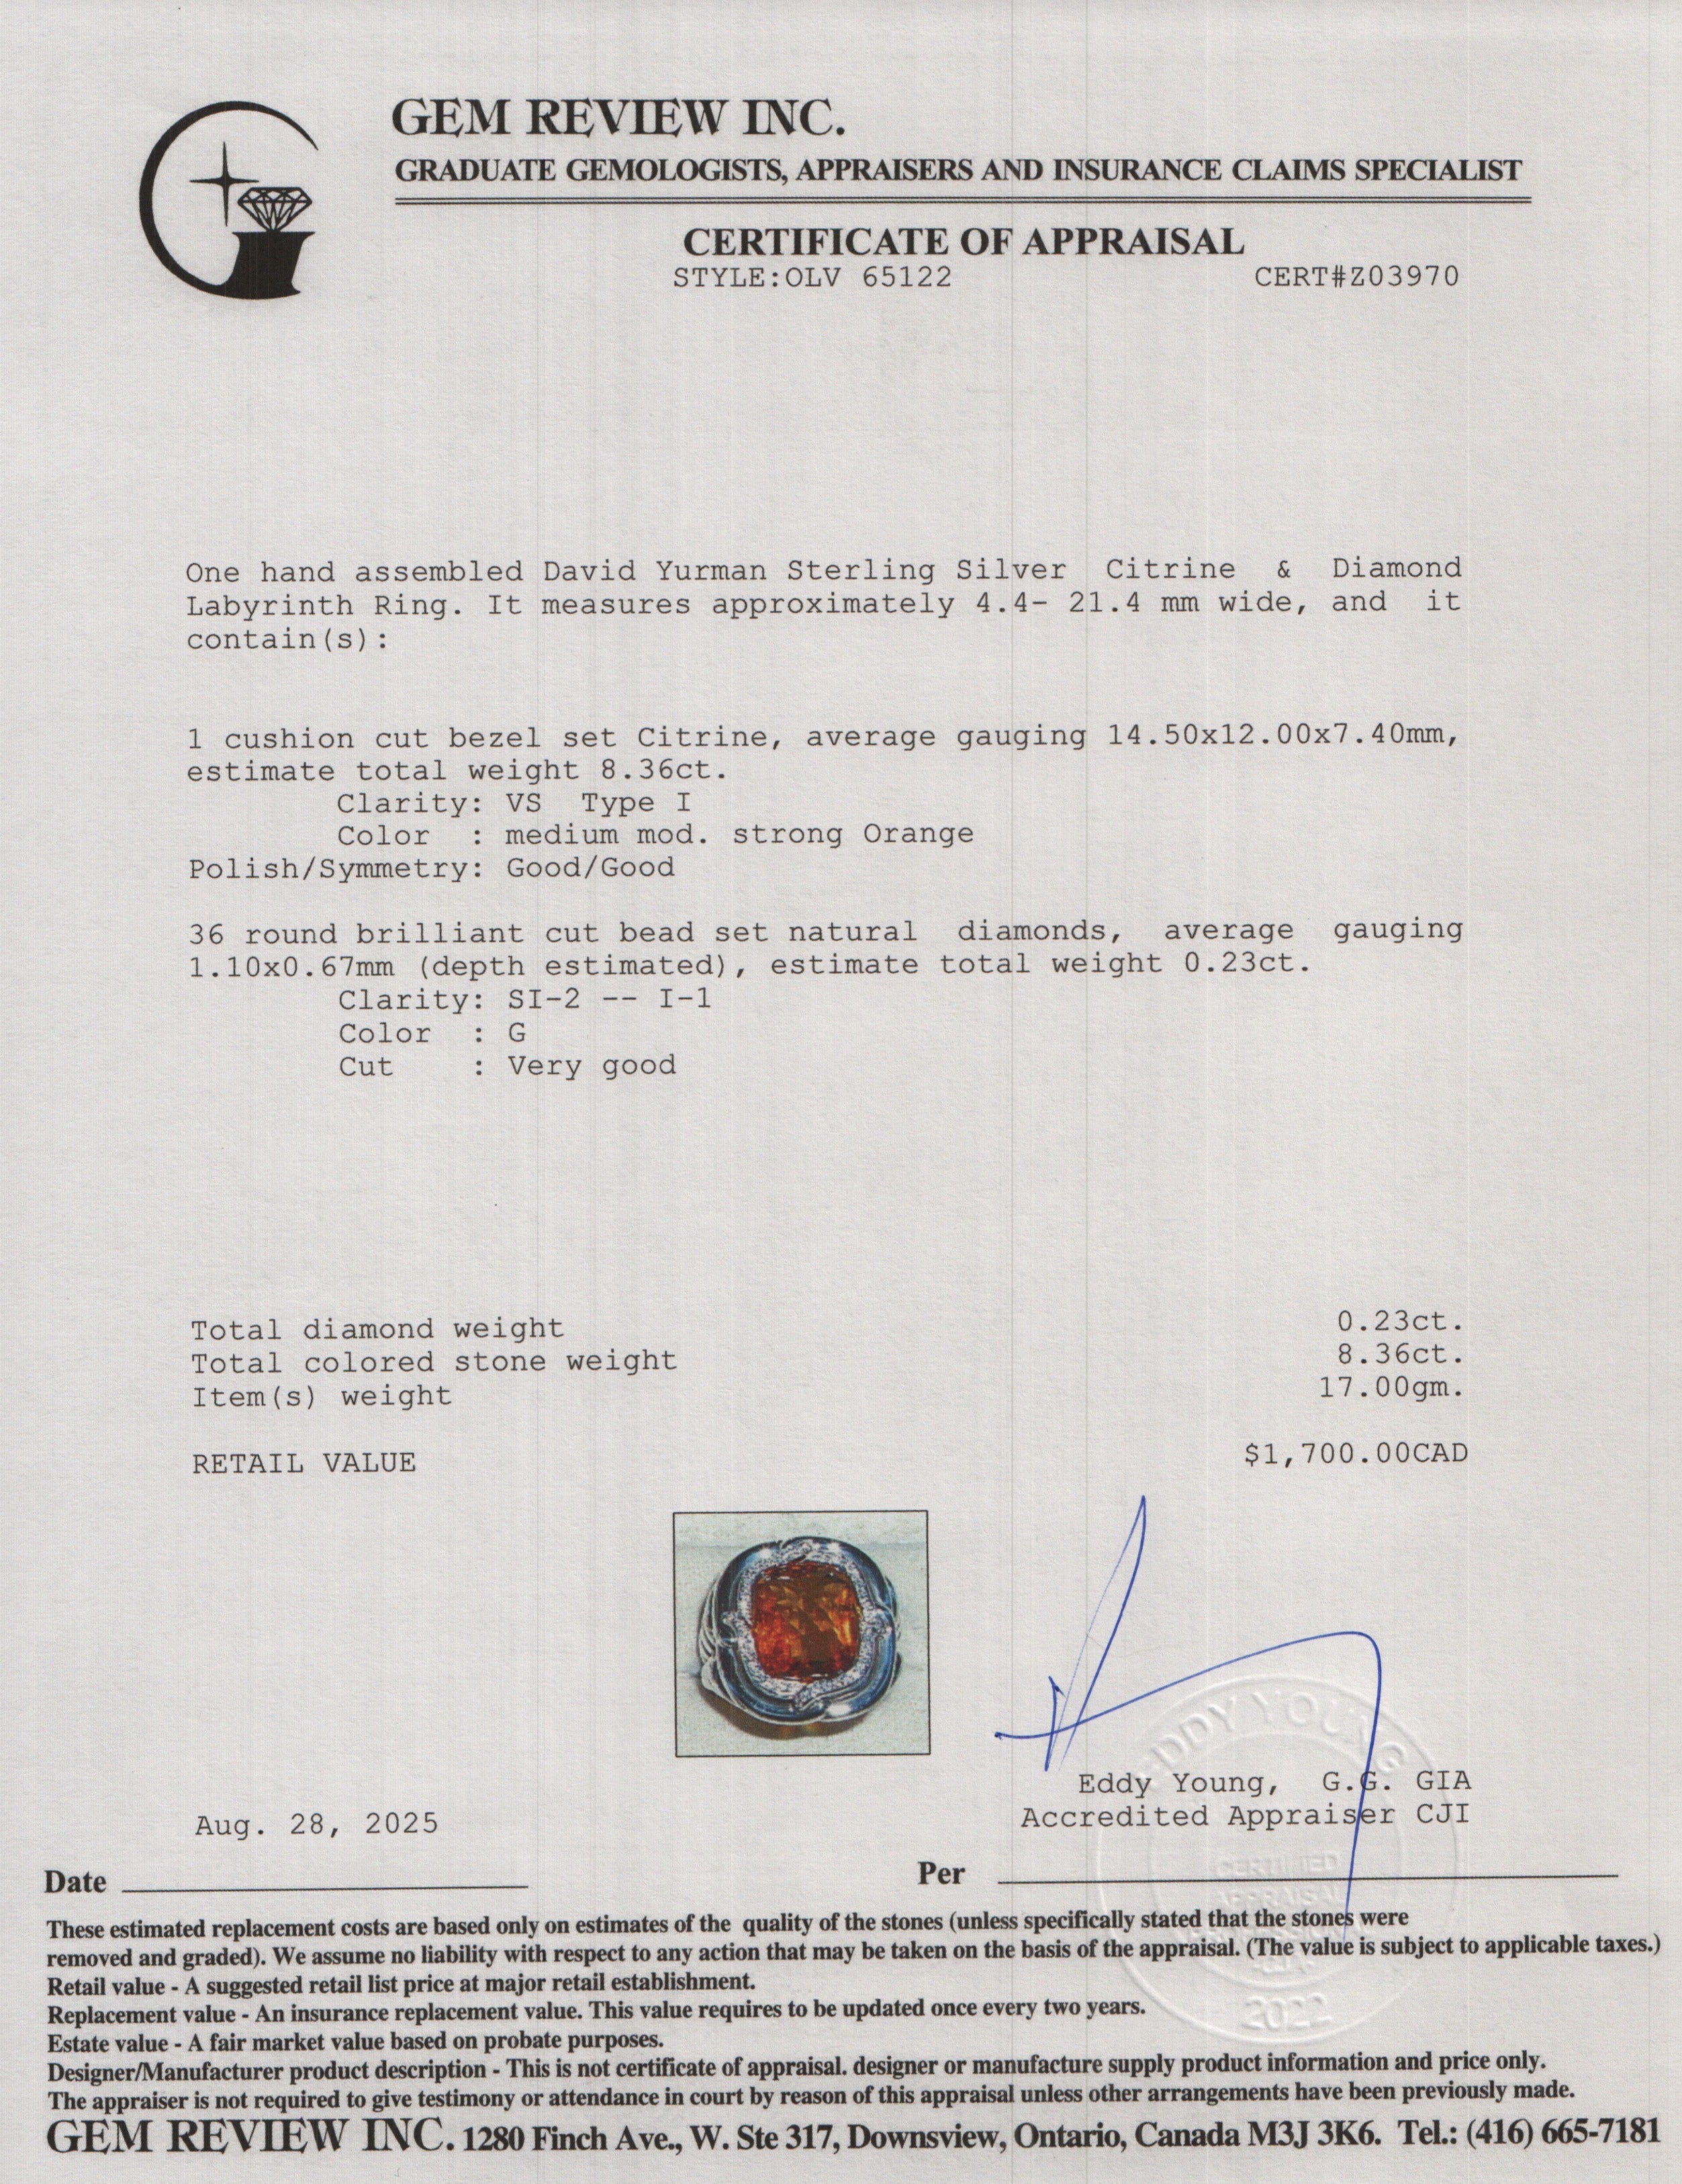 GEM REVIEW INC.
GRADUATE GEMOLOGISTS, APPRAISERS AND INSURANCE CLAIMS SPECIALIST
CERTIFICATE OF APPRAISAL
STYLE:OLV 65122 CERT#Z03970
One hand assembled David Yurman Sterling Silver Citrine & Diamond
Labyrinth Ring. It measures approximately 4.4- 21.4 mm wide, and it
contain(s):
1 cushion cut bezel set Citrine, average gauging 14.50x12.00x7.40mm,
estimate total weight 8.36ct.
Clarity: VS Type I
Color : medium mod. strong Orange
Polish/Symmetry: Good/Good
36 round brilliant cut bead set natural diamonds, average gauging
1.10x0.67mm (depth estimated), estimate total weight 0.23ct.
Clarity: SI-2 -- I-1
Color : G
Cut : Very good
Total diamond weight 0.23ct.
Total colored stone weight 8.36ct.
Item(s) weight 17.00gm.
RETAIL VALUE $1,700.00CAD
EDDY YOUNG
Eddy Young, G.G. GIA
Accredited Appraiser CJI
Aug. 28, 2025
CERTIFIED
APPRAISAL
2022
Date
Per
These estimated replacement costs are based only on estimates of the quality of the stones (unless specifically stated that the stones were
removed and graded). We assume no liability with respect to any action that may be taken on the basis of the appraisal. (The value is subject to applicable taxes.)
Retail value - A suggested retail list price at major retail establishment.
Replacement value - An insurance replacement value. This value requires to be updated once every two years.
Estate value - A fair market value based on probate purposes.
Designer/Manufacturer product description - This is not certificate of appraisal. designer or manufacture supply product information and price only.
The appraiser is not required to give testimony or attendance in court by reason of this appraisal unless other arrangements have been previously made.
GEM REVIEW INC. 1280 Finch Ave., W. Ste 317, Downsview, Ontario, Canada M3J 3K6. Tel.: (416) 665-7181